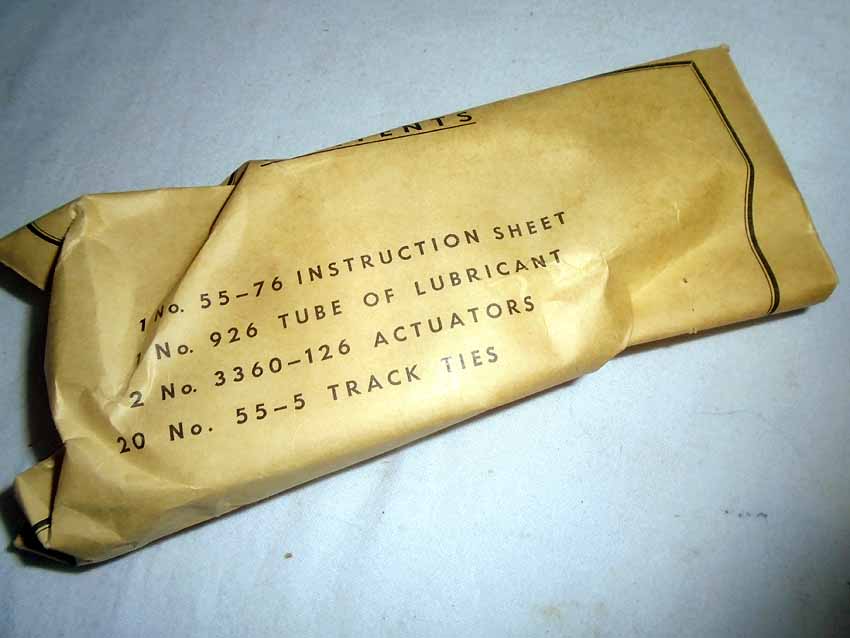 1 No. 55-76 INSTRUCTION SHEET
1 No. 926 TUBE OF LUBRICANT
2 No. 3360-126 ACTUATORS
20 No. 55-5 TRACK TIES